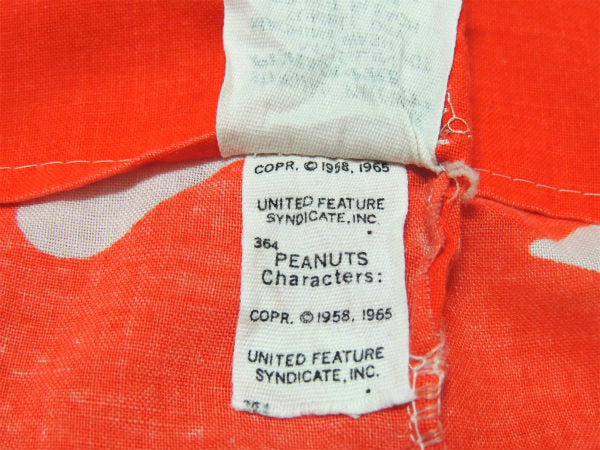 COPR. © 1958, 1965
UNITED FEATURE
SYNDICATE, INC.
364
PEANUTS
Characters:
COPR. © 1958, 1965
UNITED FEATURE
SYNDICATE, INC.